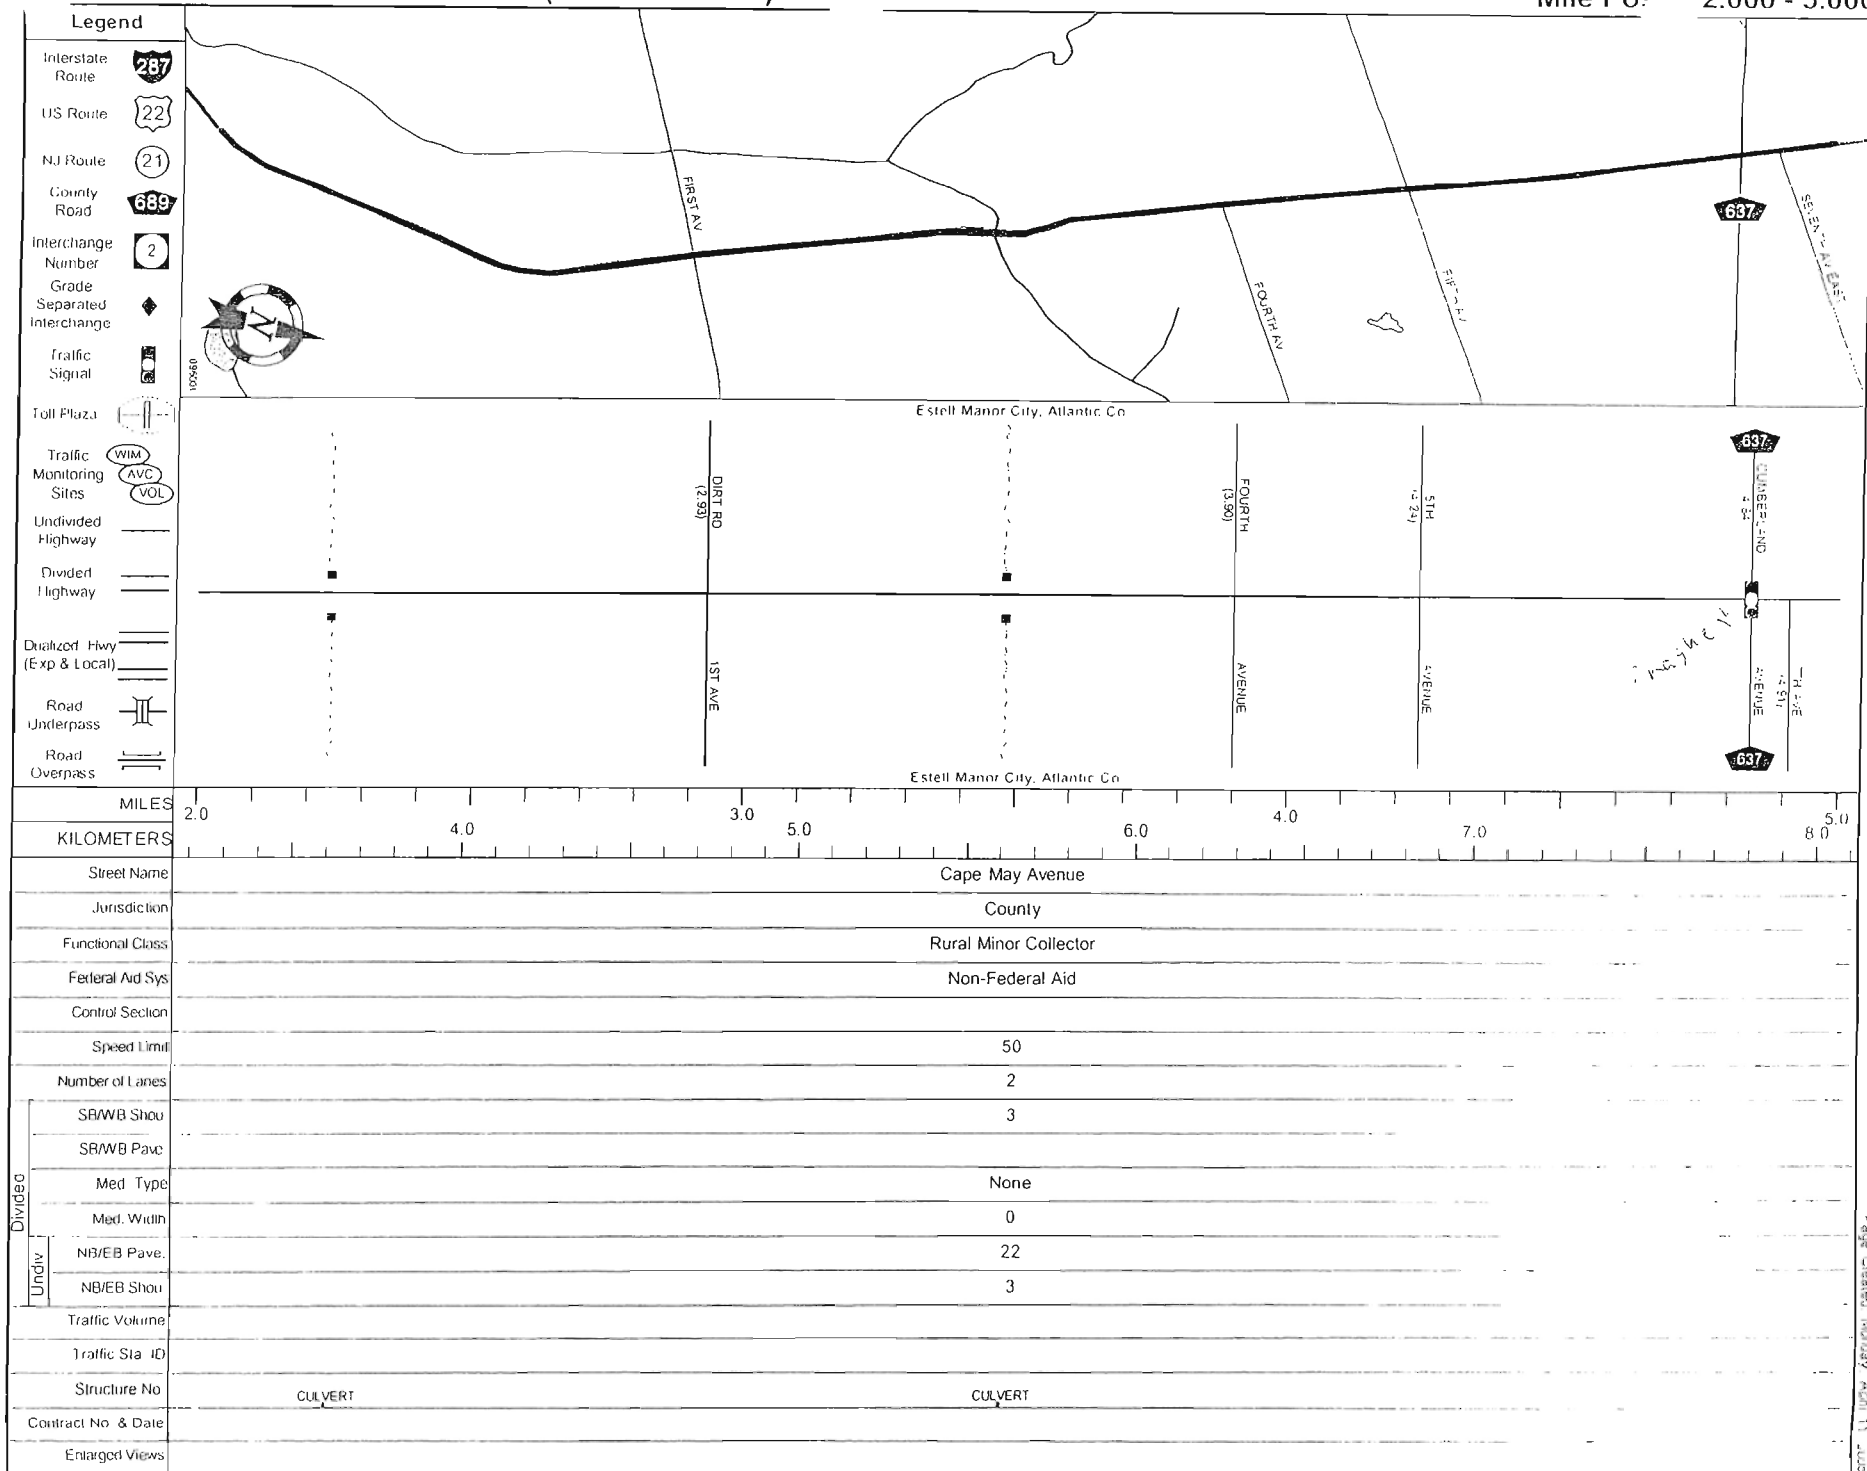 Legend
Interstate
Route
287
US Route
22
NJ Route
21
County
Road
689
Interchange
Number
2
Grade
Separated
Interchange
Traffic
Signal
Toll Plaza
Traffic
Monitoring
Sites
WIM
AVC
VOL
Undivided
Highway
Divided
Highway
Dualized Hwy
(Exp & Local)
Road
Underpass
Road
Overpass
2.000 - 5.000
FIRST AV
FOURTH AV
FIFTH AV
637
SEVENTH AV EAST
N
Estell Manor City, Atlantic Co
DIRT RD
(2.93)
1ST AVE
FOURTH
(3.90)
AVENUE
5TH
AVENUE
637
CUMBERLAND
AVENUE
637
Estell Manor City, Atlantic Co
MILES 2.0 3.0 4.0 5.0
KILOMETERS 4.0 5.0 6.0 7.0 8.0
Street Name Cape May Avenue
Jurisdiction County
Functional Class Rural Minor Collector
Federal Aid Sys Non-Federal Aid
Control Section
Speed Limit 50
Number of Lanes 2
Divided
SB/WB Shou 3
SB/WB Pave
Med Type None
Med. Width 0
Undiv
NB/EB Pave. 22
NB/EB Shou 3
Traffic Volume
Traffic Sta ID
Structure No CULVERT CULVERT
Contract No & Date
Enlarged Views